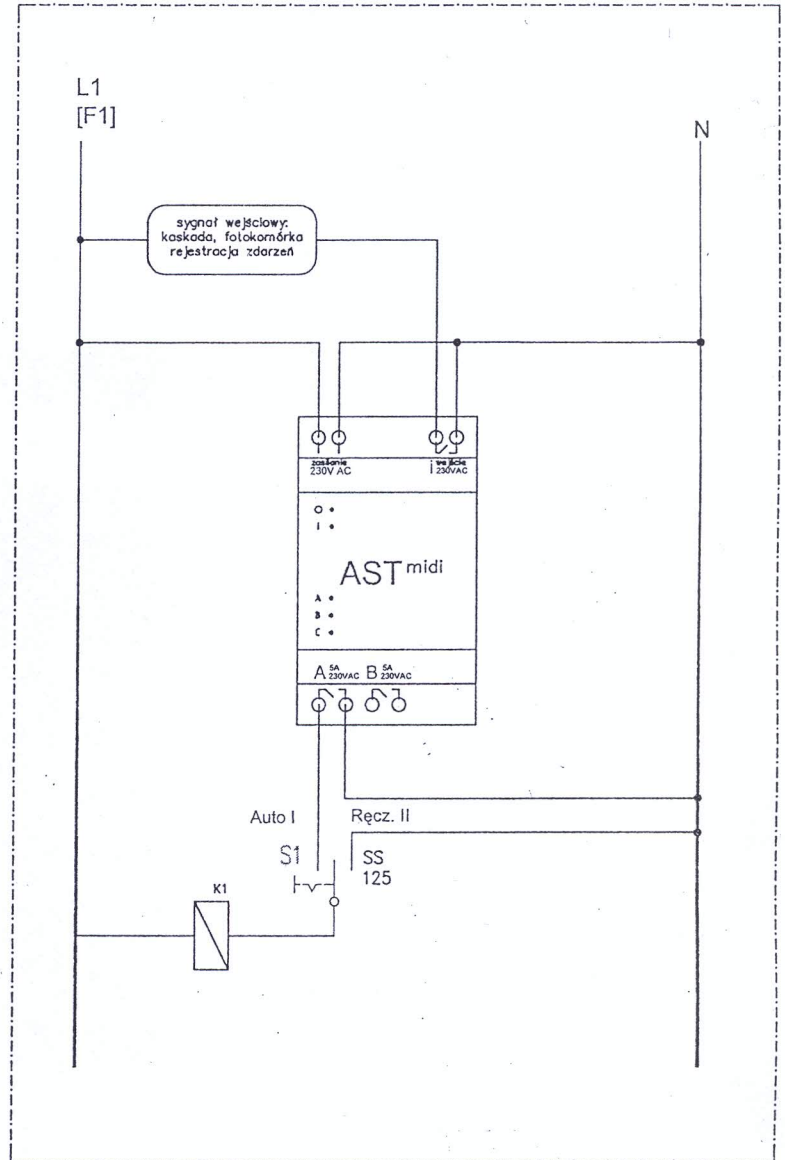 L1
[F1]
N
sygnał wejściowy:
kaskada, fotokomórka
rejestracja zdarzeń
zasilanie
230V AC
i wejście
230VAC
O
I
AST midi
A
B
C
A 5A 230VAC B 5A 230VAC
Auto I
Ręcz. II
S1
SS
125
K1